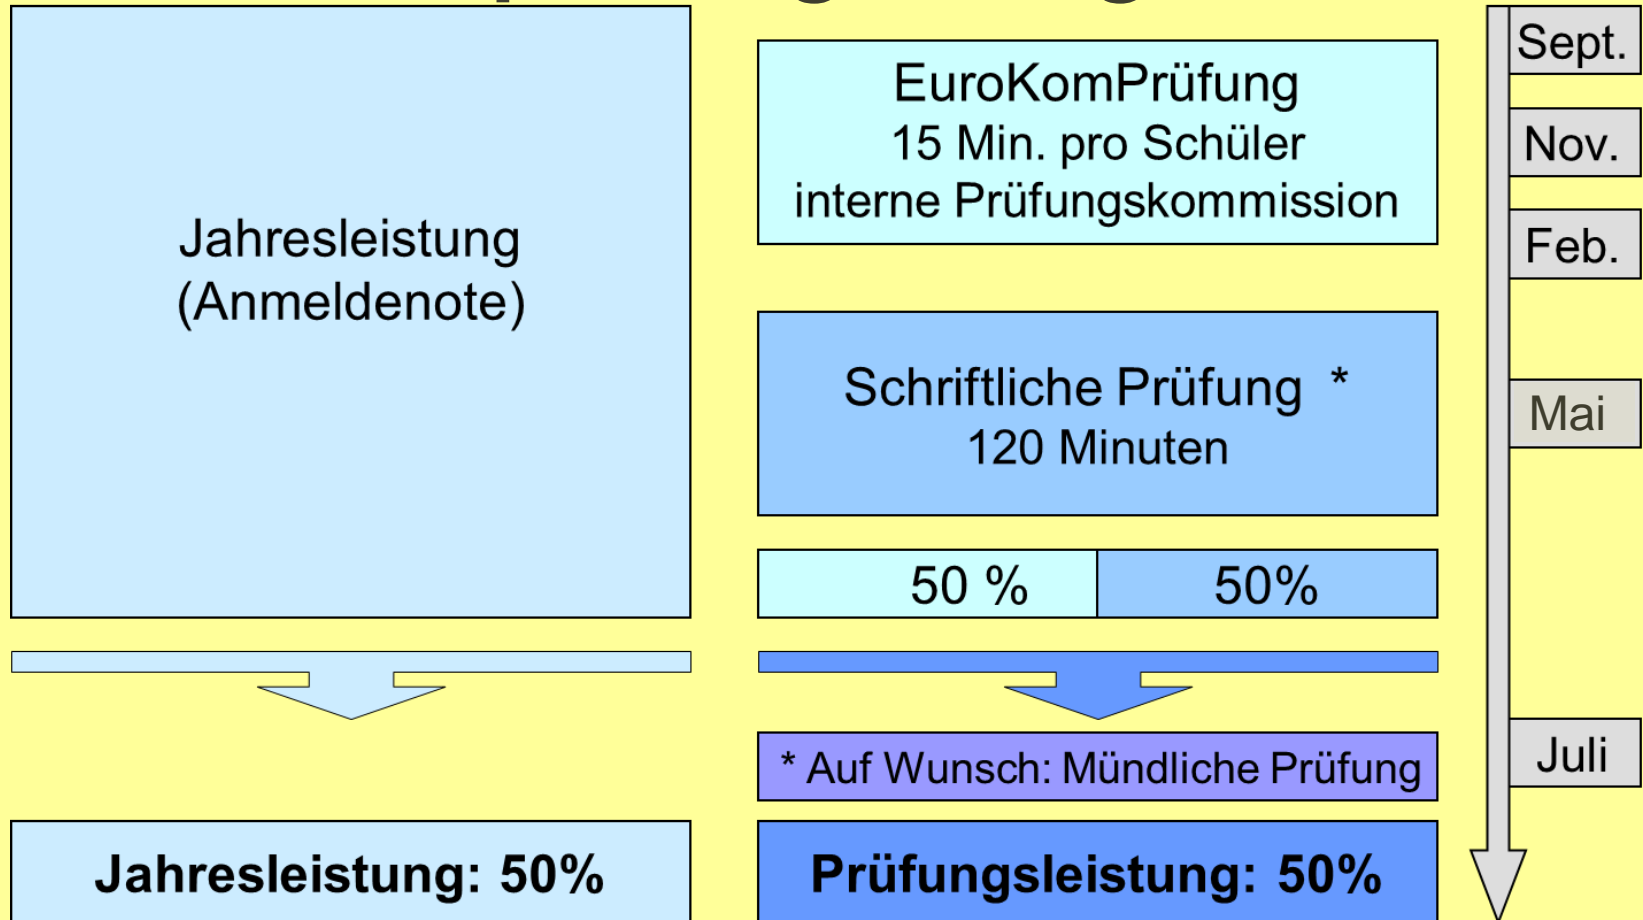 Jahresleistung
(Anmeldenote)
EuroKomPrüfung
15 Min. pro Schüler
interne Prüfungskommission
Schriftliche Prüfung *
120 Minuten
50 % 50%
* Auf Wunsch: Mündliche Prüfung
Jahresleistung: 50% Prüfungsleistung: 50%
Sept.
Nov.
Feb.
Mai
Juli